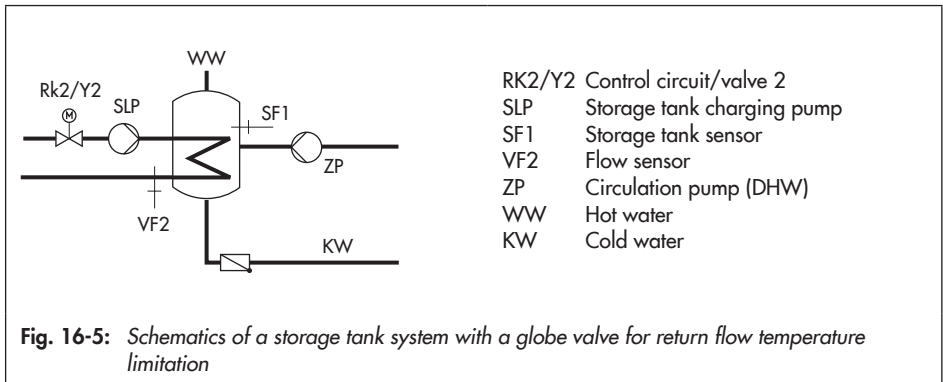 WW
Rk2/Y2
M
SLP
SF1
ZP
VF2
KW
RK2/Y2 Control circuit/valve 2
SLP Storage tank charging pump
SF1 Storage tank sensor
VF2 Flow sensor
ZP Circulation pump (DHW)
WW Hot water
KW Cold water
Fig. 16-5: Schematics of a storage tank system with a globe valve for return flow temperature
limitation